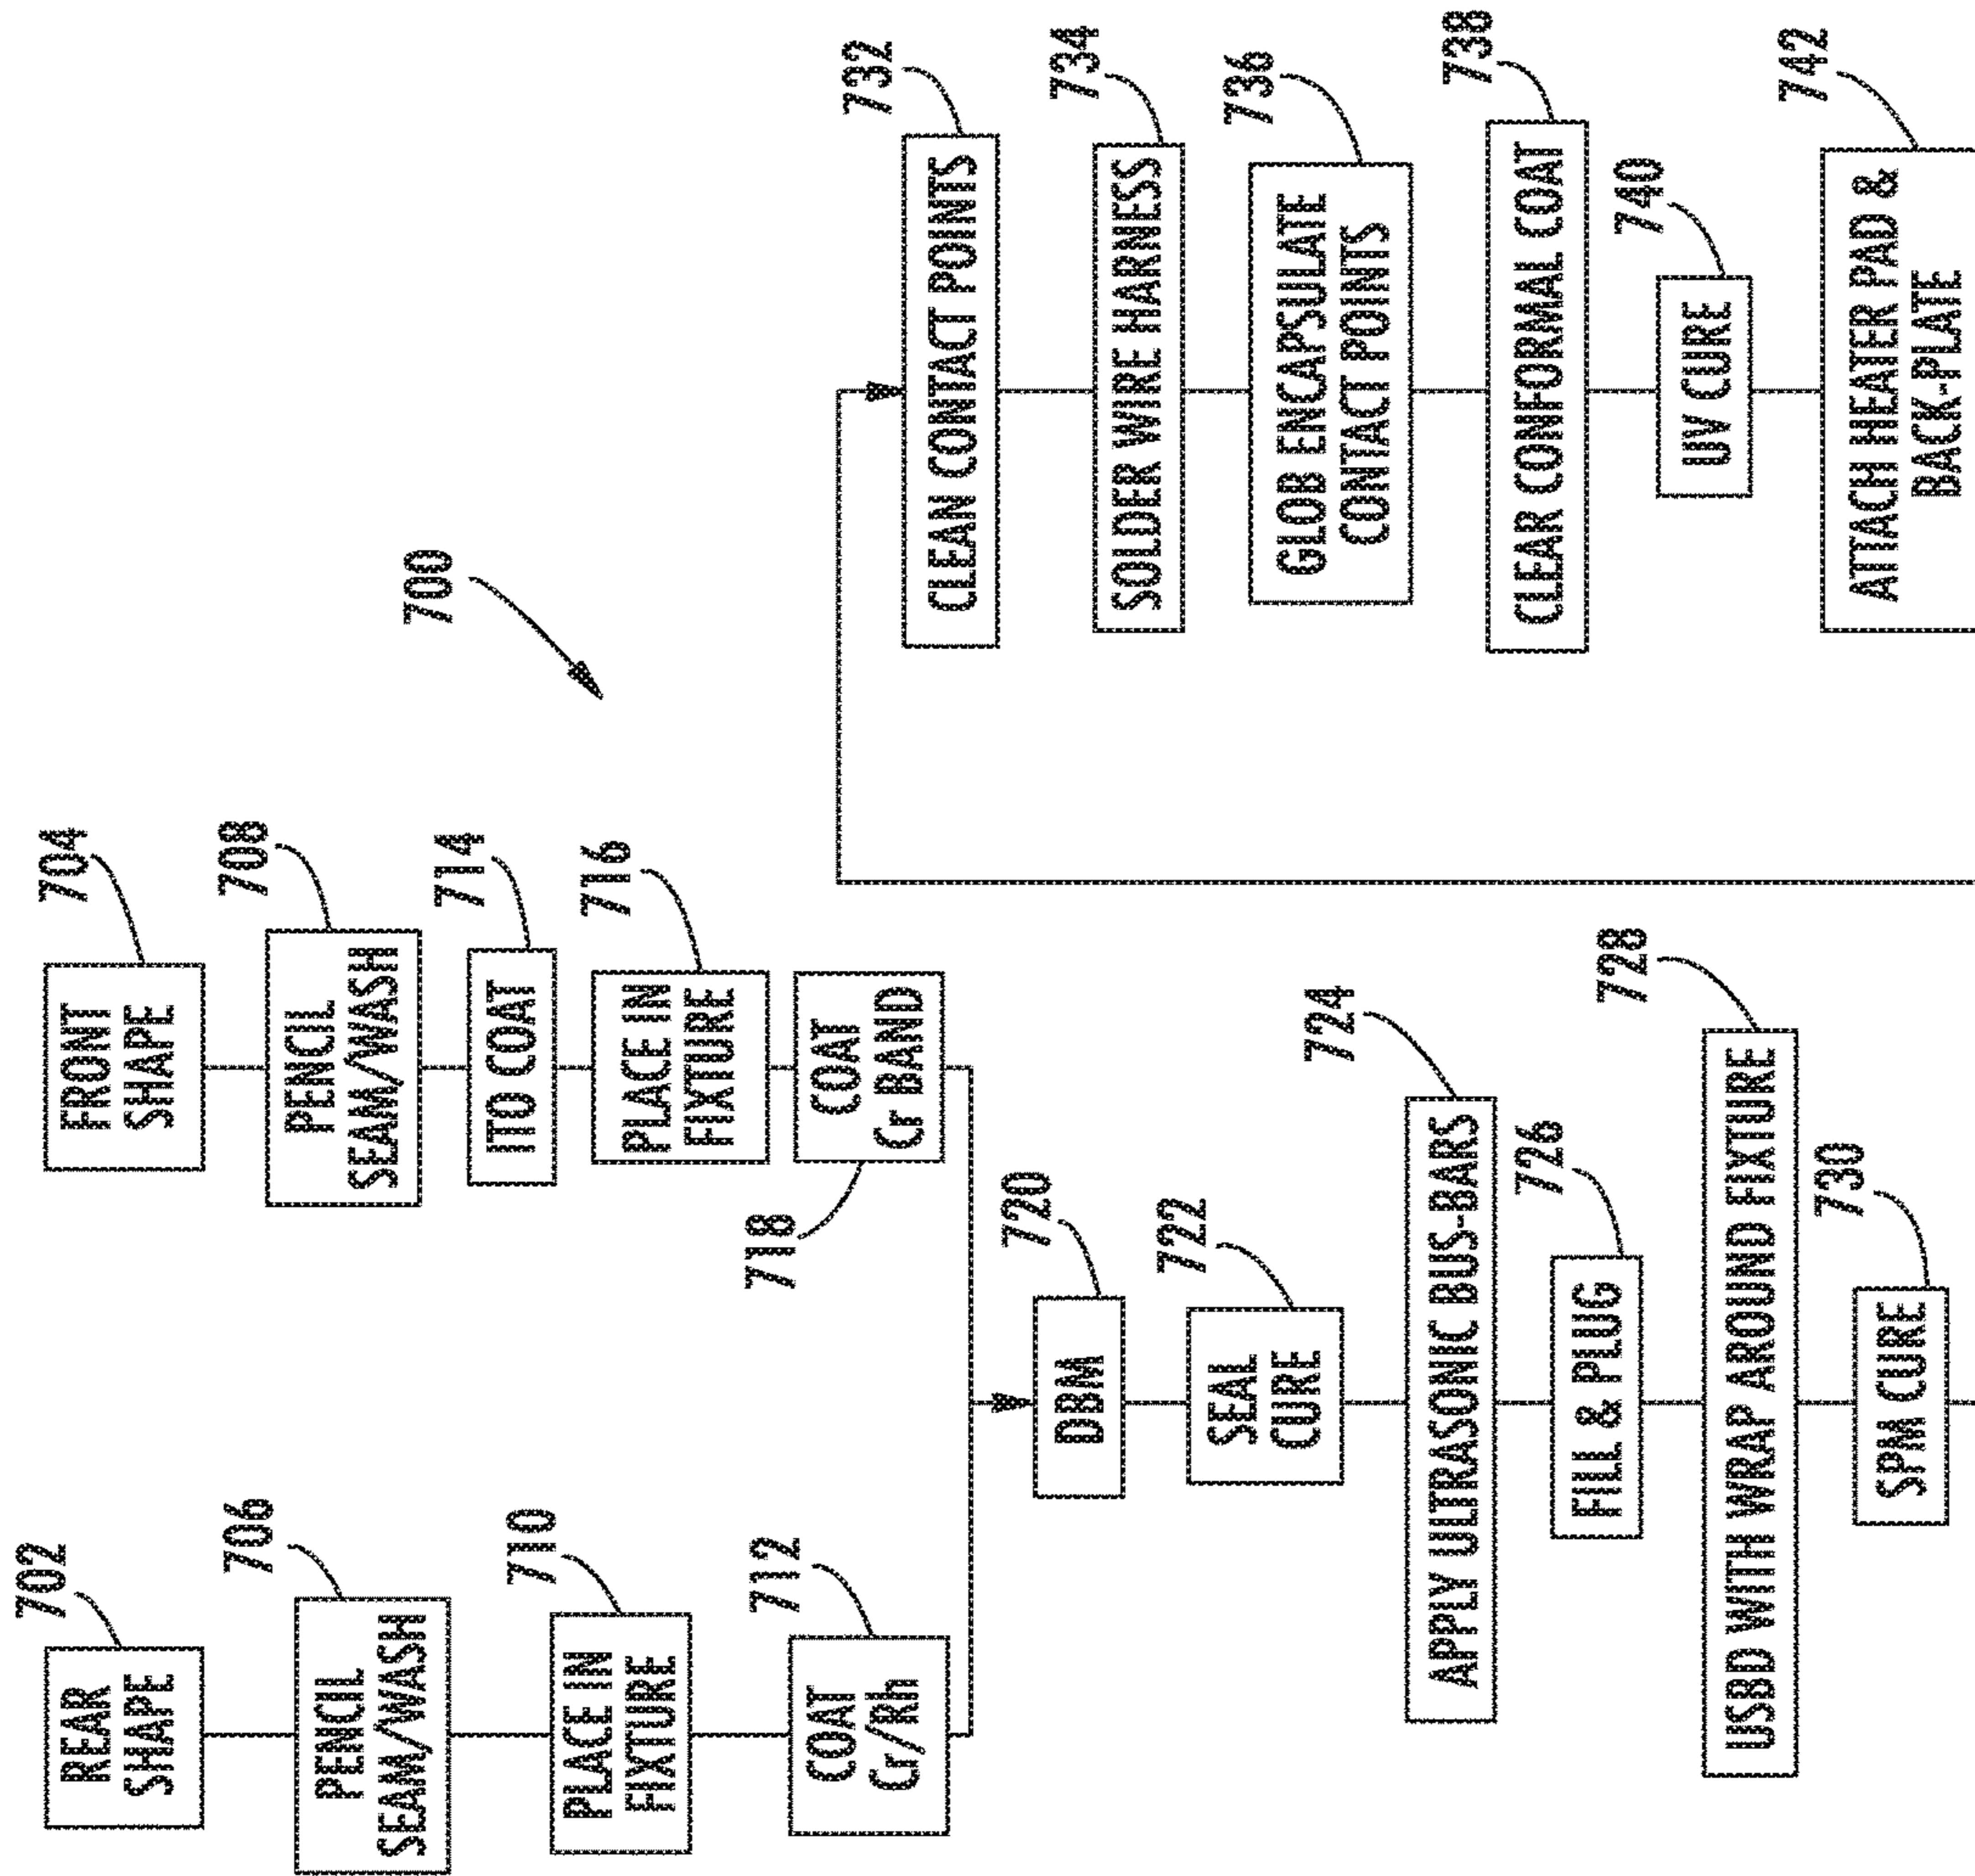 700
702
REAR
SHAPE
706
PENCIL
SEAM/WASH
710
PLACE IN
FIXTURE
712
COAT
Cr/Rh
704
FRONT
SHAPE
708
PENCIL
SEAM/WASH
714
ITO COAT
716
PLACE IN
FIXTURE
718
COAT
Cr BAND
720
DBM
722
SEAL
CURE
724
APPLY ULTRASONIC BUS-BARS
726
FILL & PLUG
728
USBD WITH WRAP AROUND FIXTURE
730
SPM CURE
732
CLEAN CONTACT POINTS
734
SOLDER WIRE HARNESS
736
GLOB ENCAPSULATE
CONTACT POINTS
738
CLEAR CONFORMAL COAT
740
UV CURE
742
ATTACH HEATER PAD &
BACK-PLATE